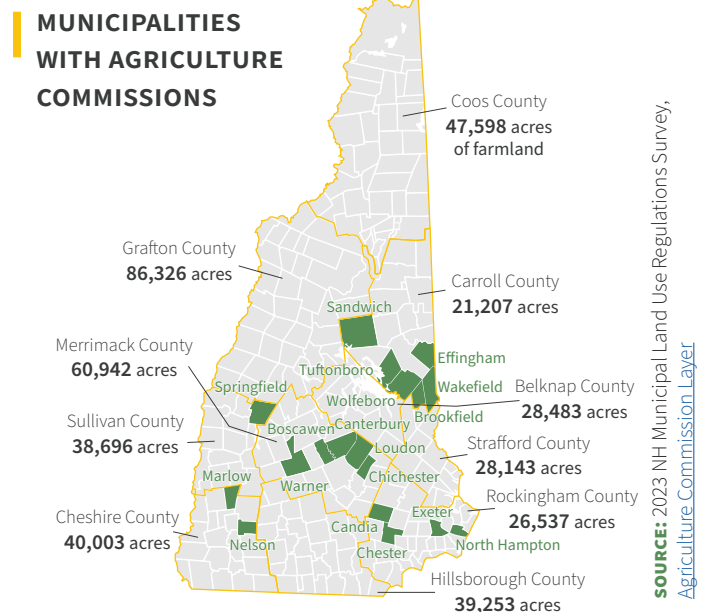 MUNICIPALITIES
WITH AGRICULTURE
COMMISSIONS
Coos County
47,598 acres
of farmland
Grafton County
86,326 acres
Carroll County
21,207 acres
Sandwich
Merrimack County
60,942 acres
Effingham
Tuftonboro
Wakefield
Springfield
Wolfeboro
Belknap County
28,483 acres
Brookfield
Sullivan County
38,696 acres
Boscawen
Canterbury
Strafford County
28,143 acres
Loudon
Marlow
Warner
Chichester
Rockingham County
26,537 acres
Cheshire County
40,003 acres
Exeter
Candia
Nelson
Chester
North Hampton
Hillsborough County
39,253 acres
SOURCE: 2023 NH Municipal Land Use Regulations Survey,
Agriculture Commission Layer